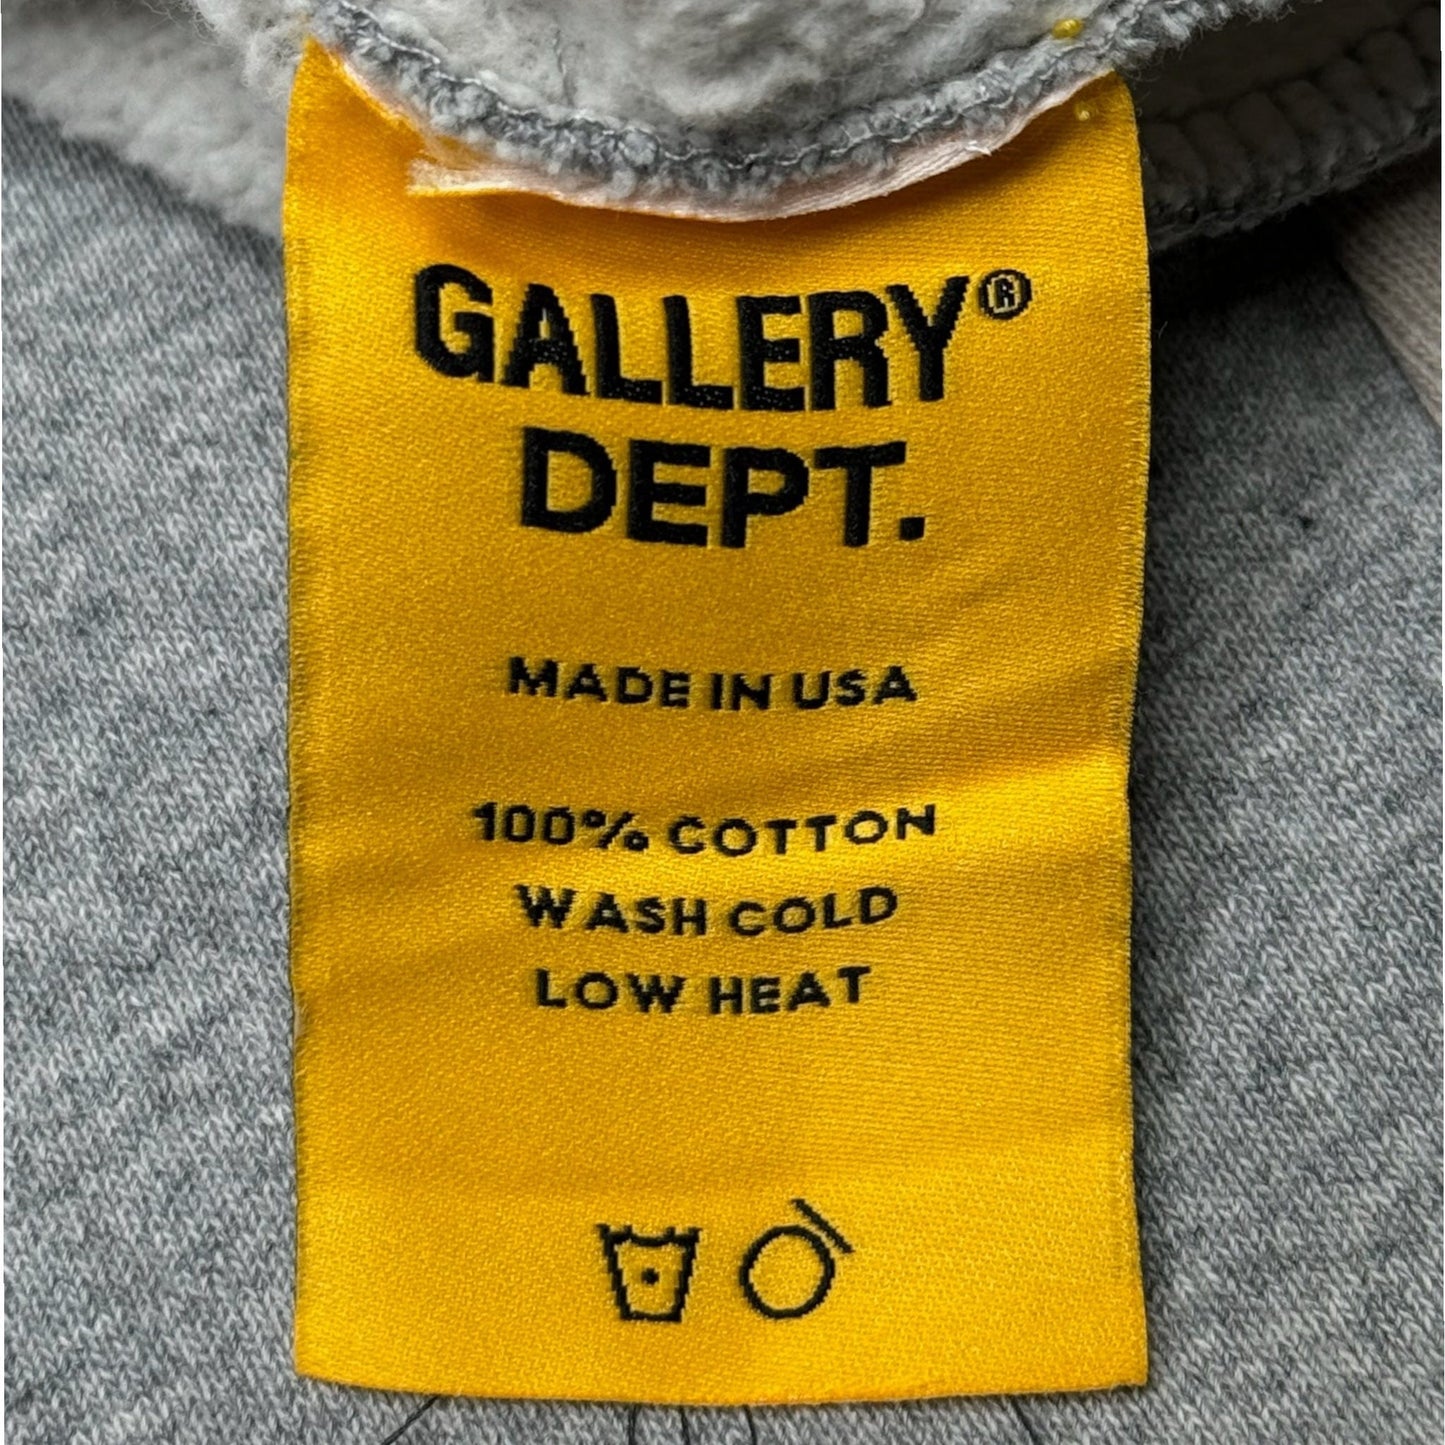 GALLERY®
DEPT.
MADE IN USA
100% COTTON
WASH COLD
LOW HEAT